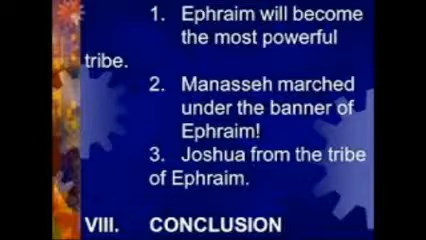 1. Ephraim will become
the most powerful
tribe.
2. Manasseh marched
under the banner of
Ephraim!
3. Joshua from the tribe
of Ephraim.
VIII. CONCLUSION